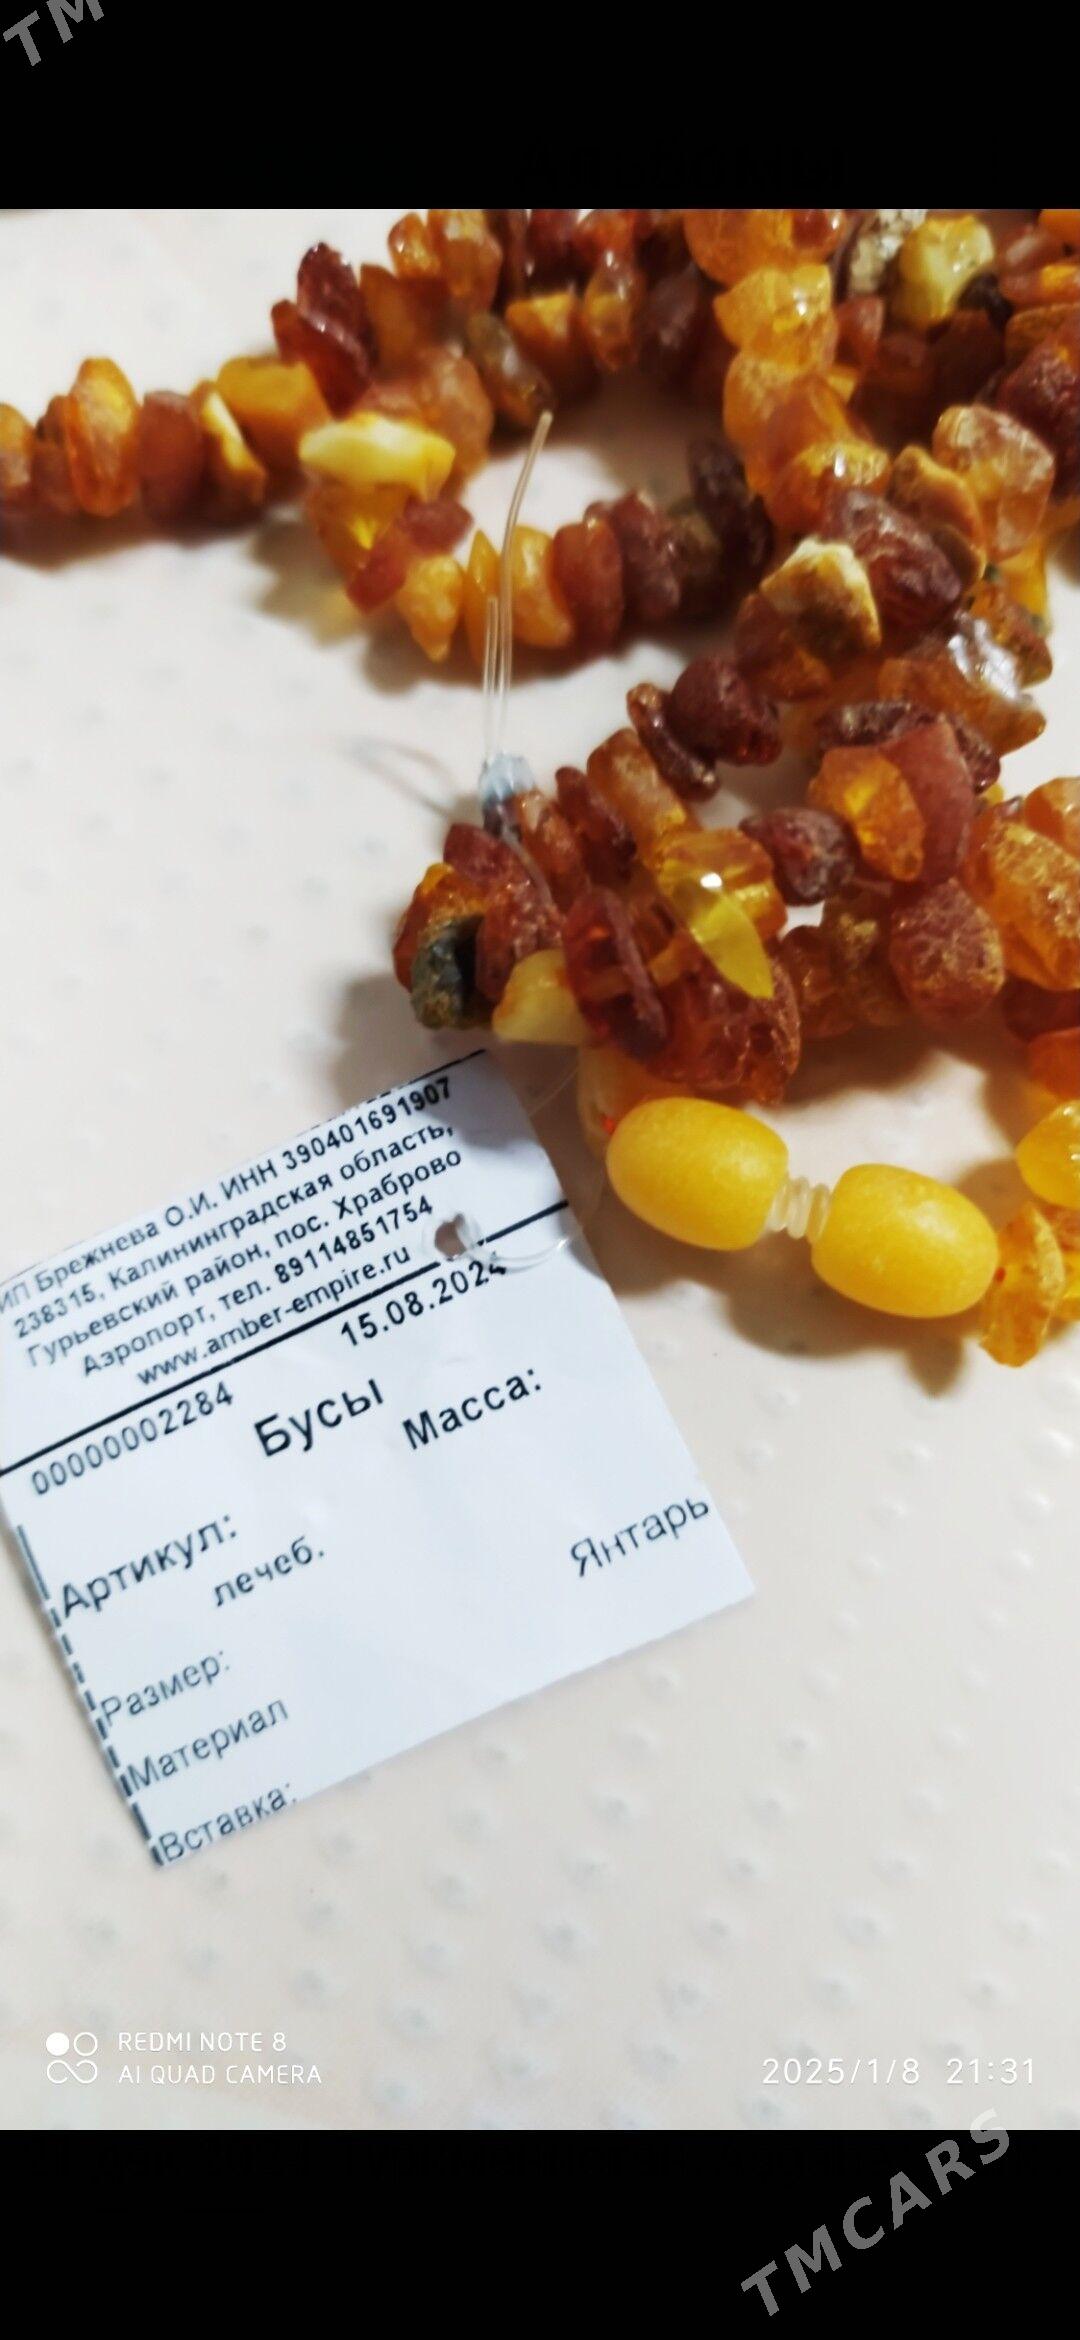 TM
ИП Брежнева О.И. ИНН 390401691907
238315, Калининградская область,
Гурьевский район, пос. Храброво
Аэропорт, тел. 89114851754
www.amber-empire.ru
15.08.2024
00000002284
Бусы
Масса:
Артикул:
лечеб.
Янтарь
Размер:
Материал
Вставка:
REDMI NOTE 8
AI QUAD CAMERA
2025/1/8 21:31
TMCARS